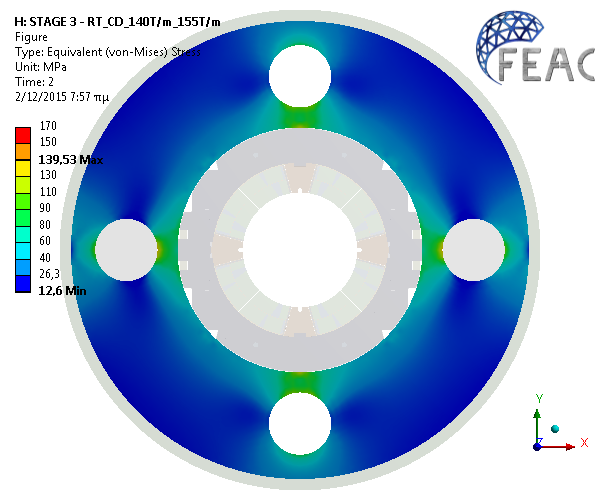 H: STAGE 3 - RT_CD_140T/m_155T/m
Figure
Type: Equivalent (von-Mises) Stress
Unit: MPa
Time: 2
2/12/2015 7:57 πμ
FEAC
170
150
139,53 Max
130
110
90
80
60
40
26,3
12,6 Min
Y
Z
X